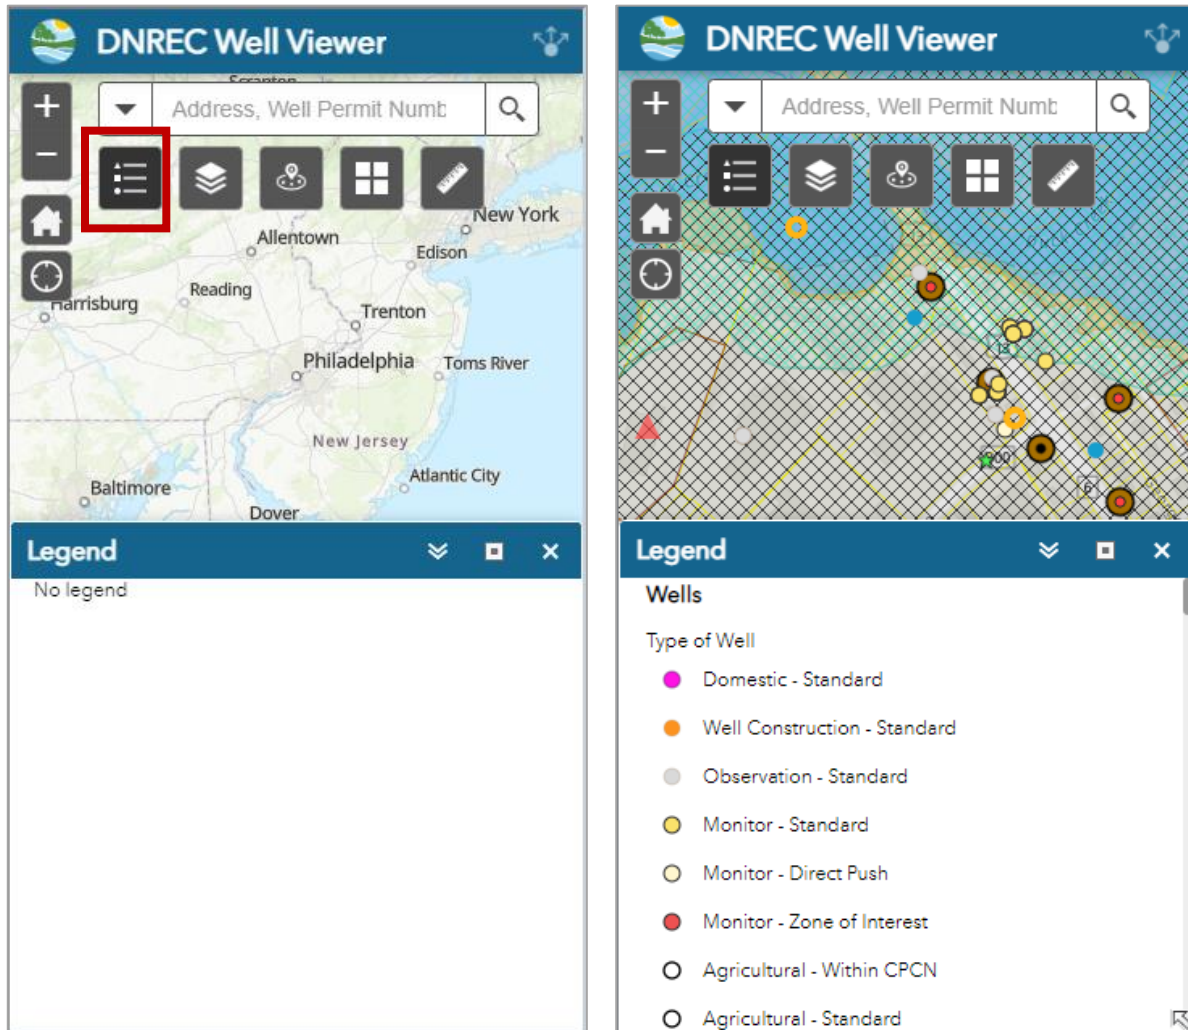 DNREC Well Viewer
Scranton
Address, Well Permit Numb
New York
Allentown
Edison
Reading
Harrisburg
Trenton
Philadelphia
Toms River
New Jersey
Atlantic City
Baltimore
Dover
Legend
No legend
DNREC Well Viewer
Address, Well Permit Numb
13
6
Legend
Wells
Type of Well
Domestic - Standard
Well Construction - Standard
Observation - Standard
Monitor - Standard
Monitor - Direct Push
Monitor - Zone of Interest
Agricultural - Within CPCN
Agricultural - Standard